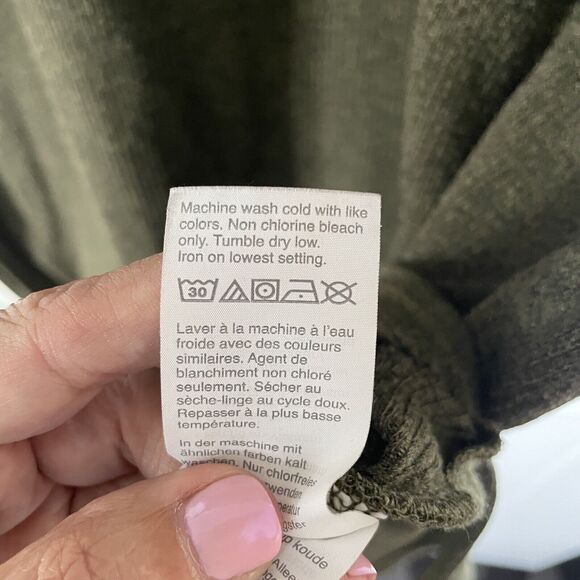 Machine wash cold with like
colors. Non chlorine bleach
only. Tumble dry low.
Iron on lowest setting.
30
Laver à la machine à l'eau
froide avec des couleurs
similaires. Agent de
blanchiment non chloré
seulement. Sécher au
sèche-linge au cycle doux.
Repasser à la plus basse
température.
In der maschine mit
ähnlichen farben kalt
waschen. Nur chlorfreies
koude
Allee